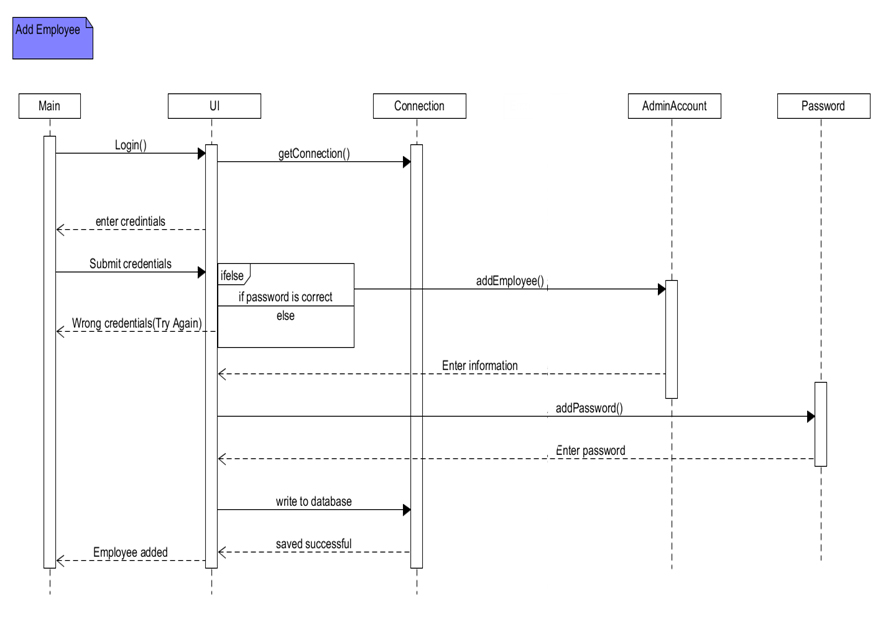 Add Employee
Main
UI
Connection
AdminAccount
Password
Login()
getConnection()
enter credintials
Submit credentials
ifelse
addEmployee()
if password is correct
else
Wrong credentials(Try Again)
Enter information
addPassword()
Enter password
write to database
saved successful
Employee added